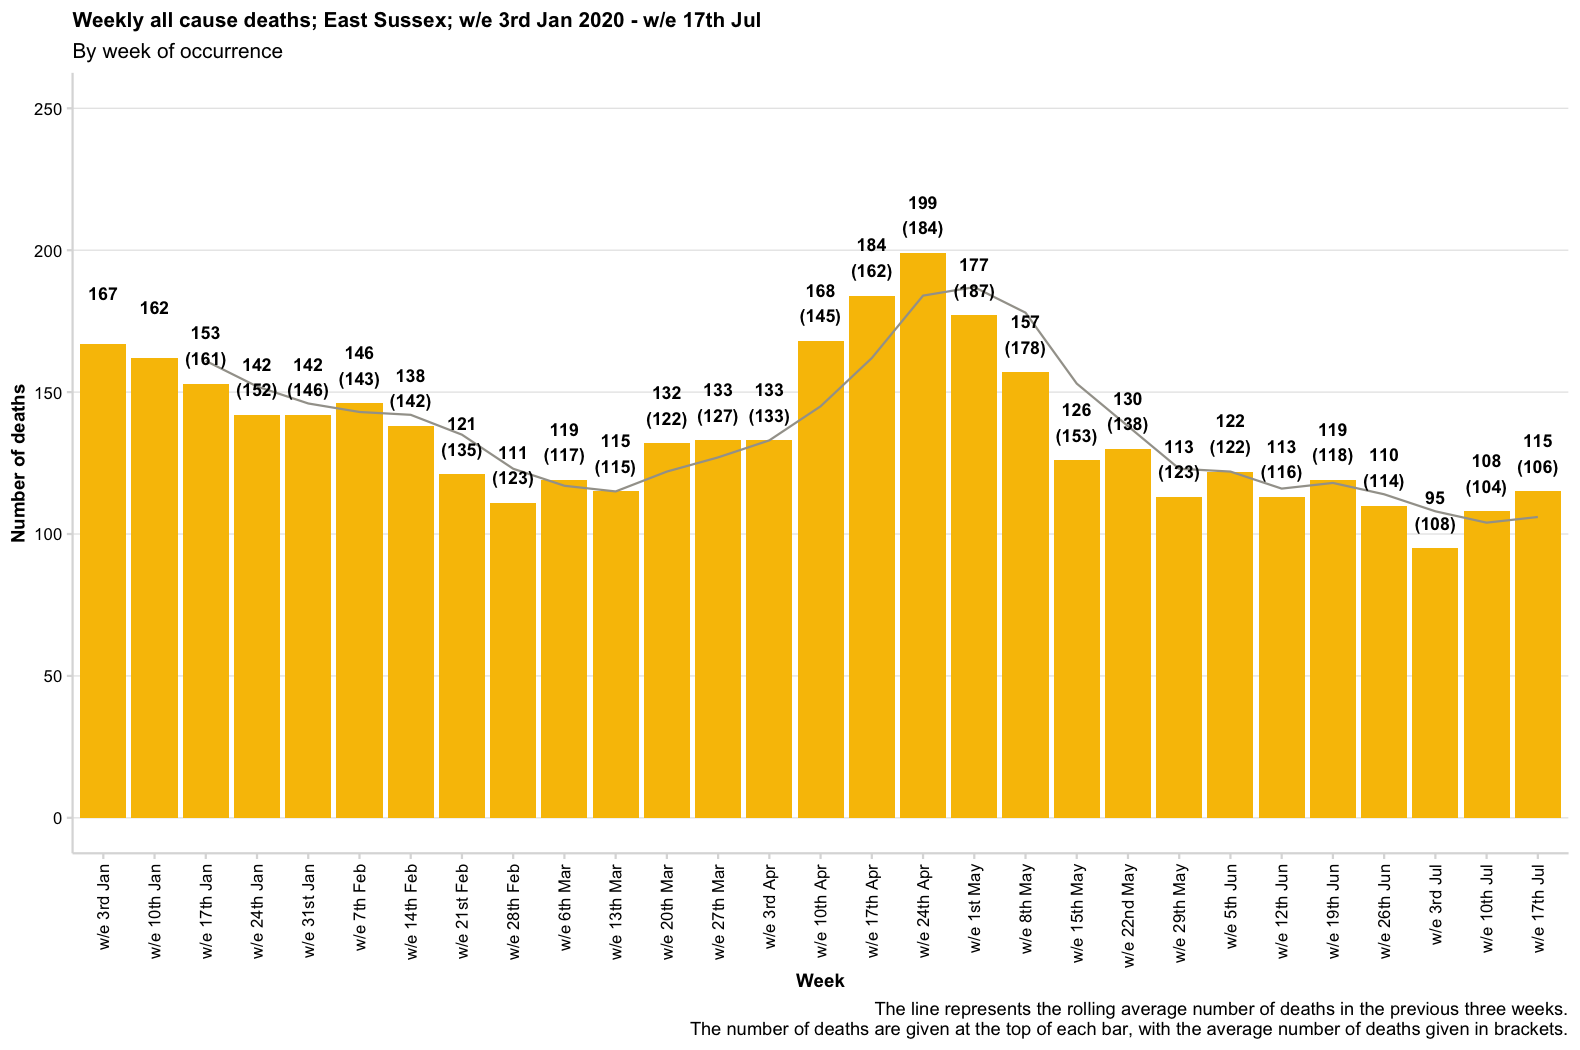 Weekly all cause deaths; East Sussex; w/e 3rd Jan 2020 - w/e 17th Jul
By week of occurrence
Number of deaths
250
200
150
100
50
0
167
162
153
(161)
142
(152)
142
(146)
146
(143)
138
(142)
121
(135)
111
(123)
119
(117)
115
(115)
132
(122)
133
(127)
133
(133)
168
(145)
184
(162)
199
(184)
177
(187)
157
(178)
126
(153)
130
(138)
113
(123)
122
(122)
113
(116)
119
(118)
110
(114)
95
(108)
108
(104)
115
(106)
w/e 3rd Jan
w/e 10th Jan
w/e 17th Jan
w/e 24th Jan
w/e 31st Jan
w/e 7th Feb
w/e 14th Feb
w/e 21st Feb
w/e 28th Feb
w/e 6th Mar
w/e 13th Mar
w/e 20th Mar
w/e 27th Mar
w/e 3rd Apr
w/e 10th Apr
w/e 17th Apr
w/e 24th Apr
w/e 1st May
w/e 8th May
w/e 15th May
w/e 22nd May
w/e 29th May
w/e 5th Jun
w/e 12th Jun
w/e 19th Jun
w/e 26th Jun
w/e 3rd Jul
w/e 10th Jul
w/e 17th Jul
Week
The line represents the rolling average number of deaths in the previous three weeks.
The number of deaths are given at the top of each bar, with the average number of deaths given in brackets.